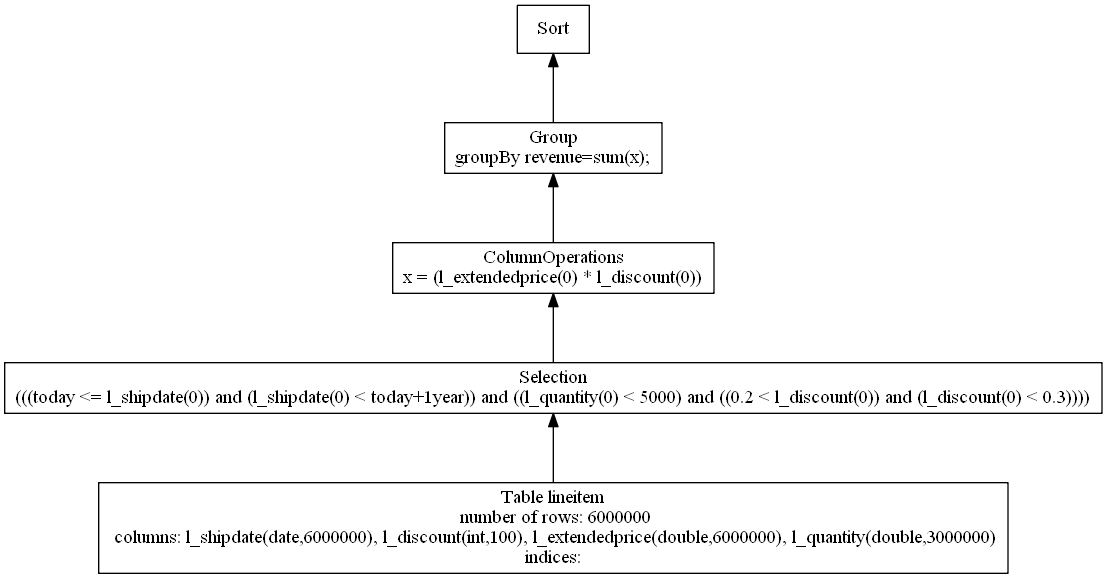 Sort
Group
groupBy revenue=sum(x);
ColumnOperations
x = (l_extendedprice(0) * l_discount(0))
Selection
(((today <= l_shipdate(0)) and (l_shipdate(0) < today+1year)) and ((l_quantity(0) < 5000) and ((0.2 < l_discount(0)) and (l_discount(0) < 0.3))))
Table lineitem
number of rows: 6000000
columns: l_shipdate(date,6000000), l_discount(int,100), l_extendedprice(double,6000000), l_quantity(double,3000000)
indices: